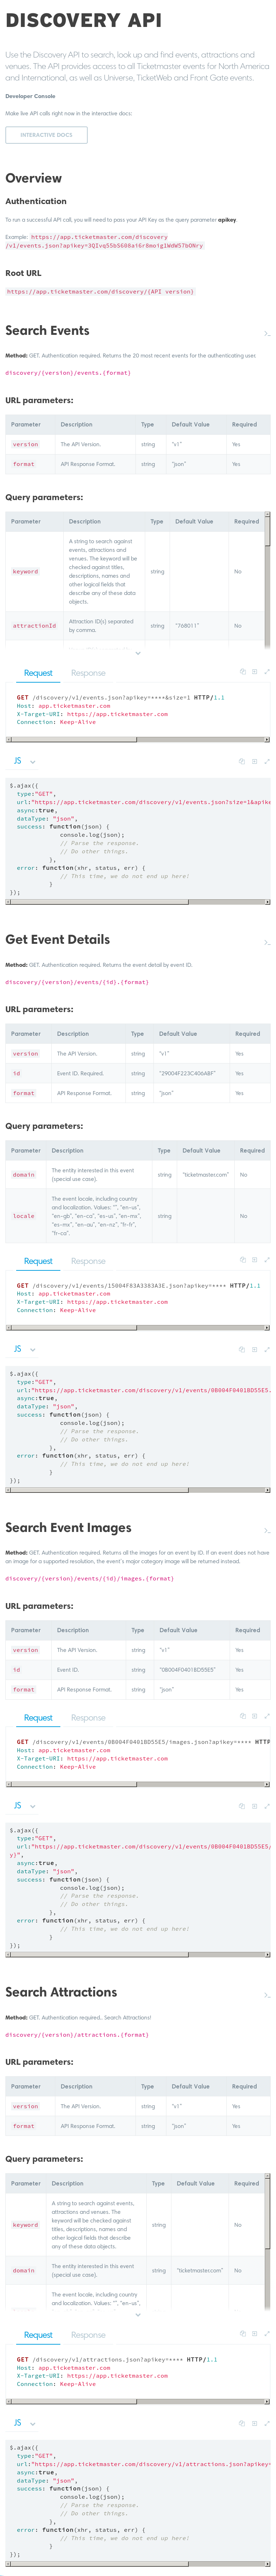 DISCOVERY API
Use the Discovery API to search, look up and find events, attractions and
venues. The API provides access to all Ticketmaster events for North America
and International, as well as Universe, TicketWeb and Front Gate events.
Developer Console
Make live API calls right now in the interactive docs:
INTERACTIVE DOCS
Overview
Authentication
To run a successful API call, you will need to pass your API Key as the query parameter apikey.
Example: https://app.ticketmaster.com/discovery
Root URL
https://app.ticketmaster.com/discovery/{API version}
Search Events
Method: GET. Authentication required. Returns the 20 most recent events for the authenticating user.
discovery/{version}/events.{format}
URL parameters:
Parameter Description Type Default Value Required
version The API Version. string "v1" Yes
format API Response Format. string "json" Yes
Query parameters:
Parameter Description Type Default Value Required
keyword A string to search against events, attractions and venues. The keyword will be checked against titles, descriptions, names and other logical fields that describe any of these data objects. string No
attractionId Attraction ID(s) separated by comma. string "768011" No
Request Response
GET /discovery/v1/events.json?apikey=****&size=1 HTTP/1.1
Host: app.ticketmaster.com
X-Target-URI: https://app.ticketmaster.com
Connection: Keep-Alive
JS
$.ajax({
type:"GET",
url:"https://app.ticketmaster.com/discovery/v1/events.json?size=1&apike
async:true,
dataType: "json",
success: function(json) {
console.log(json);
// Parse the response.
// Do other things.
},
error: function(xhr, status, err) {
// This time, we do not end up here!
}
});
Get Event Details
Method: GET. Authentication required. Returns the event detail by event ID.
discovery/{version}/events/{id}.{format}
URL parameters:
Parameter Description Type Default Value Required
version The API Version. string "v1" Yes
id Event ID. Required. string "29004F223C406ABF" Yes
format API Response Format. string "json" Yes
Query parameters:
Parameter Description Type Default Value Required
domain The entity interested in this event (special use case). string "ticketmaster.com" No
locale The event locale, including country and localization. Values: "", "en-us", "en-gb", "en-ca", "es-us", "en-mx", "es-mx", "en-au", "en-nz", "fr-fr", "fr-ca". string No
Request Response
GET /discovery/v1/events/15004F83A3383A3E.json?apikey=**** HTTP/1.1
Host: app.ticketmaster.com
X-Target-URI: https://app.ticketmaster.com
Connection: Keep-Alive
JS
$.ajax({
type:"GET",
url:"https://app.ticketmaster.com/discovery/v1/events/0B004F0401BD55E5.
async:true,
dataType: "json",
success: function(json) {
console.log(json);
// Parse the response.
// Do other things.
},
error: function(xhr, status, err) {
// This time, we do not end up here!
}
});
Search Event Images
Method: GET. Authentication required. Returns all the images for an event by ID. If an event does not have
an image for a supported resolution, the event's major category image will be returned instead.
discovery/{version}/events/{id}/images.{format}
URL parameters:
Parameter Description Type Default Value Required
version The API Version. string "v1" Yes
id Event ID. string "0B004F0401BD55E5" Yes
format API Response Format. string "json" Yes
Request Response
GET /discovery/v1/events/0B004F0401BD55E5/images.json?apikey=**** HTTP
Host: app.ticketmaster.com
X-Target-URI: https://app.ticketmaster.com
Connection: Keep-Alive
JS
$.ajax({
type:"GET",
url:"https://app.ticketmaster.com/discovery/v1/events/0B004F0401BD55E5/
y}",
async:true,
dataType: "json",
success: function(json) {
console.log(json);
// Parse the response.
// Do other things.
},
error: function(xhr, status, err) {
// This time, we do not end up here!
}
});
Search Attractions
Method: GET. Authentication required,. Search Attractions!
discovery/{version}/attractions.{format}
URL parameters:
Parameter Description Type Default Value Required
version The API Version. string "v1" Yes
format API Response Format. string "json" Yes
Query parameters:
Parameter Description Type Default Value Required
keyword A string to search against events, attractions and venues. The keyword will be checked against titles, descriptions, names and other logical fields that describe any of these data objects. string No
domain The entity interested in this event (special use case). string "ticketmaster.com" No
The event locale, including country and localization. Values: "", "en-us",
Request Response
GET /discovery/v1/attractions.json?apikey=**** HTTP/1.1
Host: app.ticketmaster.com
X-Target-URI: https://app.ticketmaster.com
Connection: Keep-Alive
JS
$.ajax({
type:"GET",
url:"https://app.ticketmaster.com/discovery/v1/attractions.json?apikey=
async:true,
dataType: "json",
success: function(json) {
console.log(json);
// Parse the response.
// Do other things.
},
error: function(xhr, status, err) {
// This time, we do not end up here!
}
});